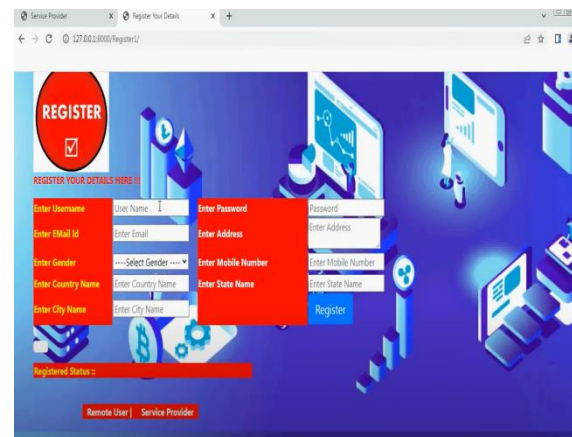 Service Provider X Register Your Details X +
127.0.0.1:8000/Register1/
REGISTER
REGISTER YOUR DETAILS HERE !!!
Enter Username User Name Enter Password Password
Enter EMail Id Enter Email Enter Address Enter Address
Enter Gender ----Select Gender ---- Enter Mobile Number Enter Mobile Number
Enter Country Name Enter Country Name Enter State Name Enter State Name
Enter City Name Enter City Name Register
Registered Status ::
Remote User | Service Provider